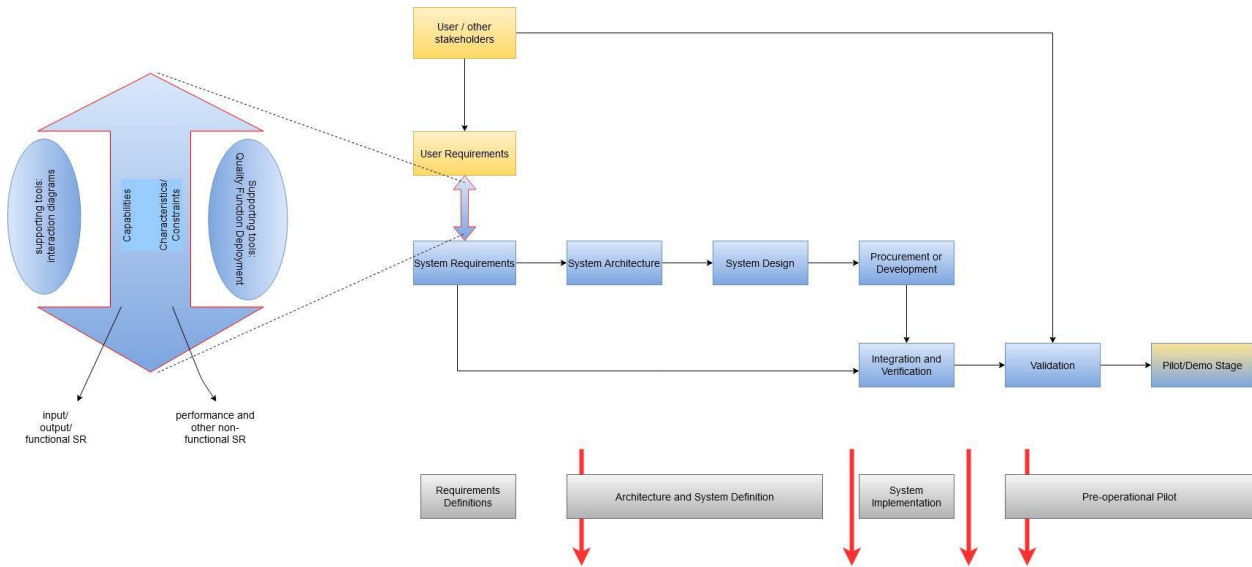 User / other
stakeholders
User Requirements
supporting tools:
interaction diagrams
Capabilities
Characteristics/
Constraints
Supporting tools:
Quality Function Deployment
System Requirements
System Architecture
System Design
Procurement or
Development
Integration and
Verification
Validation
Pilot/Demo Stage
input/
output/
functional SR
performance and
other non-
functional SR
Requirements
Definitions
Architecture and System Definition
System
Implementation
Pre-operational Pilot